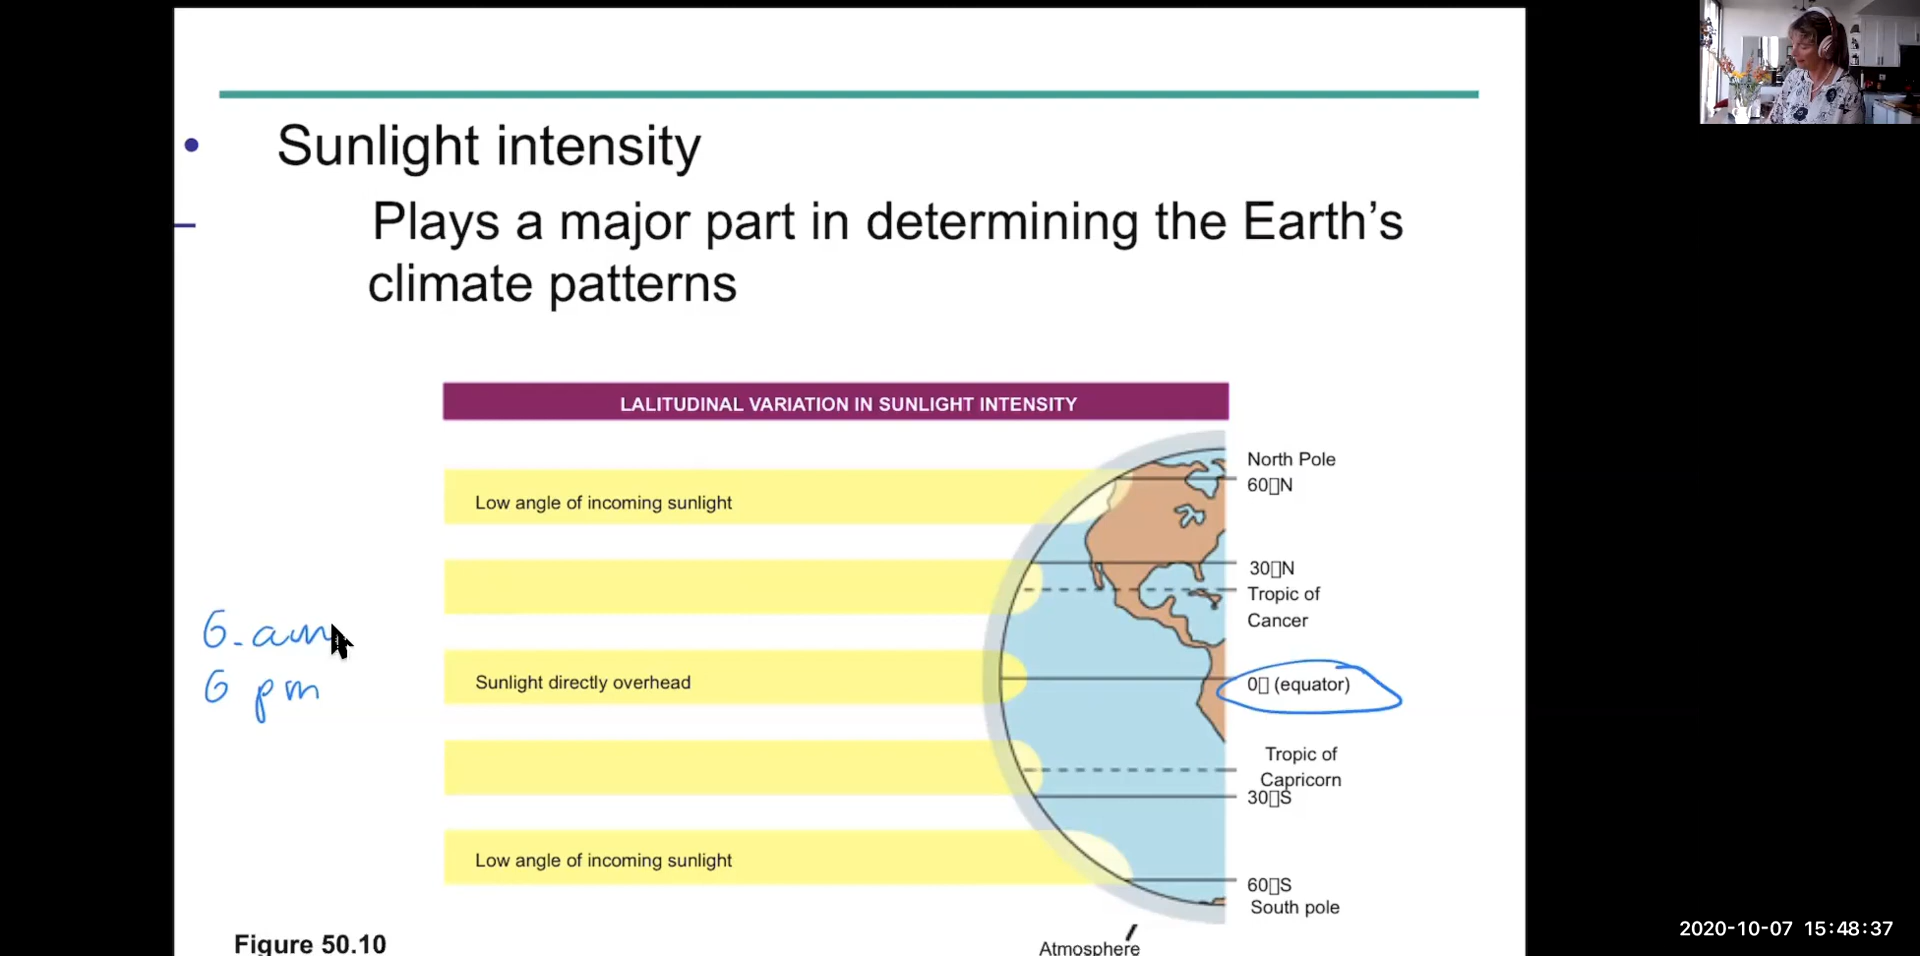 Sunlight intensity
Plays a major part in determining the Earth’s
climate patterns
LALITUDINAL VARIATION IN SUNLIGHT INTENSITY
North Pole
60▯N
Low angle of incoming sunlight
30▯N
Tropic of
Cancer
6 am
6 pm
Sunlight directly overhead
0▯ (equator)
Tropic of
Capricorn
30▯S
Low angle of incoming sunlight
60▯S
South pole
Figure 50.10
Atmosphere
2020-10-07 15:48:37